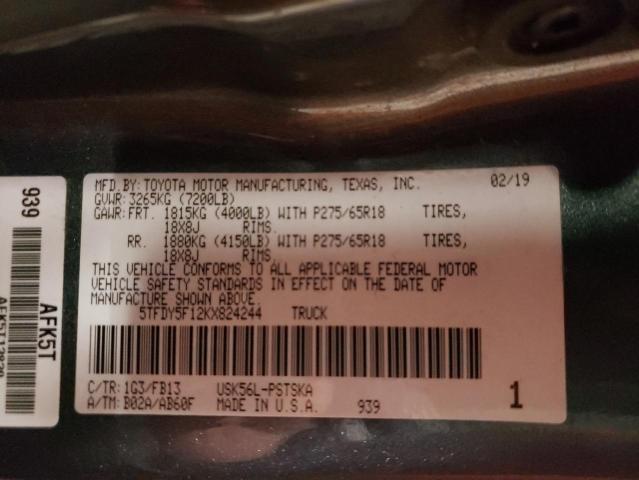 MFD.BY:TOYOTA MOTOR MANUFACTURING, TEXAS, INC. 02/19
GVWR:3265KG (7200LB)
GAWR:FRT. 1815KG (4000LB) WITH P275/65R18 TIRES,
18X8J RIMS
RR. 1880KG (4150LB) WITH P275/65R18 TIRES,
18X8J RIMS
THIS VEHICLE CONFORMS TO ALL APPLICABLE FEDERAL MOTOR
VEHICLE SAFETY STANDARDS IN EFFECT ON THE DATE OF
MANUFACTURE SHOWN ABOVE.
5TFDY5F12KX824244 TRUCK
C/TR:1G3/FB13 USK56L-PSTSKA
A/TM:B02A/AB60F MADE IN U.S.A. 939 1
939
AFK5T